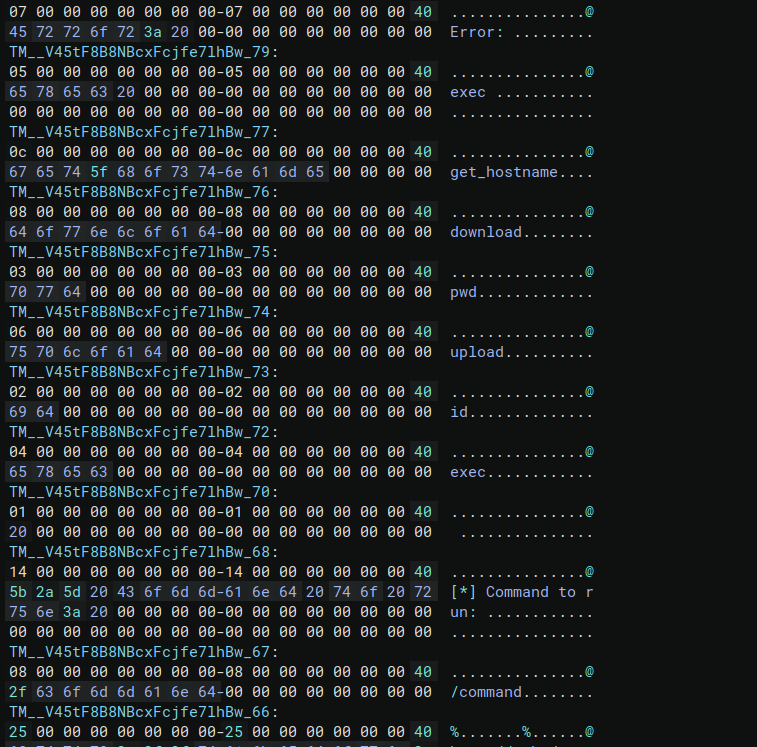 07 00 00 00 00 00 00 00-07 00 00 00 00 00 00 40 ...............@
45 72 72 6f 72 3a 20 00-00 00 00 00 00 00 00 00 Error: .........
TM__V45tF8B8NBcxFcjfe7lhBw_79:
05 00 00 00 00 00 00 00-05 00 00 00 00 00 00 40 ...............@
65 78 65 63 20 00 00 00-00 00 00 00 00 00 00 00 exec ...........
00 00 00 00 00 00 00 00-00 00 00 00 00 00 00 00 ................
TM__V45tF8B8NBcxFcjfe7lhBw_77:
0c 00 00 00 00 00 00 00-0c 00 00 00 00 00 00 40 ...............@
67 65 74 5f 68 6f 73 74-6e 61 6d 65 00 00 00 00 get_hostname....
TM__V45tF8B8NBcxFcjfe7lhBw_76:
08 00 00 00 00 00 00 00-08 00 00 00 00 00 00 40 ...............@
64 6f 77 6e 6c 6f 61 64-00 00 00 00 00 00 00 00 download........
TM__V45tF8B8NBcxFcjfe7lhBw_75:
03 00 00 00 00 00 00 00-03 00 00 00 00 00 00 40 ...............@
70 77 64 00 00 00 00 00-00 00 00 00 00 00 00 00 pwd.............
TM__V45tF8B8NBcxFcjfe7lhBw_74:
06 00 00 00 00 00 00 00-06 00 00 00 00 00 00 40 ...............@
75 70 6c 6f 61 64 00 00-00 00 00 00 00 00 00 00 upload..........
TM__V45tF8B8NBcxFcjfe7lhBw_73:
02 00 00 00 00 00 00 00-02 00 00 00 00 00 00 40 ...............@
69 64 00 00 00 00 00 00-00 00 00 00 00 00 00 00 id..............
TM__V45tF8B8NBcxFcjfe7lhBw_72:
04 00 00 00 00 00 00 00-04 00 00 00 00 00 00 40 ...............@
65 78 65 63 00 00 00 00-00 00 00 00 00 00 00 00 exec............
TM__V45tF8B8NBcxFcjfe7lhBw_70:
01 00 00 00 00 00 00 00-01 00 00 00 00 00 00 40 ...............@
20 00 00 00 00 00 00 00-00 00 00 00 00 00 00 00  ...............
TM__V45tF8B8NBcxFcjfe7lhBw_68:
14 00 00 00 00 00 00 00-14 00 00 00 00 00 00 40 ...............@
5b 2a 5d 20 43 6f 6d 6d-61 6e 64 20 74 6f 20 72 [*] Command to r
75 6e 3a 20 00 00 00 00-00 00 00 00 00 00 00 00 un: ............
00 00 00 00 00 00 00 00-00 00 00 00 00 00 00 00 ................
TM__V45tF8B8NBcxFcjfe7lhBw_67:
08 00 00 00 00 00 00 00-08 00 00 00 00 00 00 40 ...............@
2f 63 6f 6d 6d 61 6e 64-00 00 00 00 00 00 00 00 /command........
TM__V45tF8B8NBcxFcjfe7lhBw_66:
25 00 00 00 00 00 00 00-25 00 00 00 00 00 00 40 %.......%......@